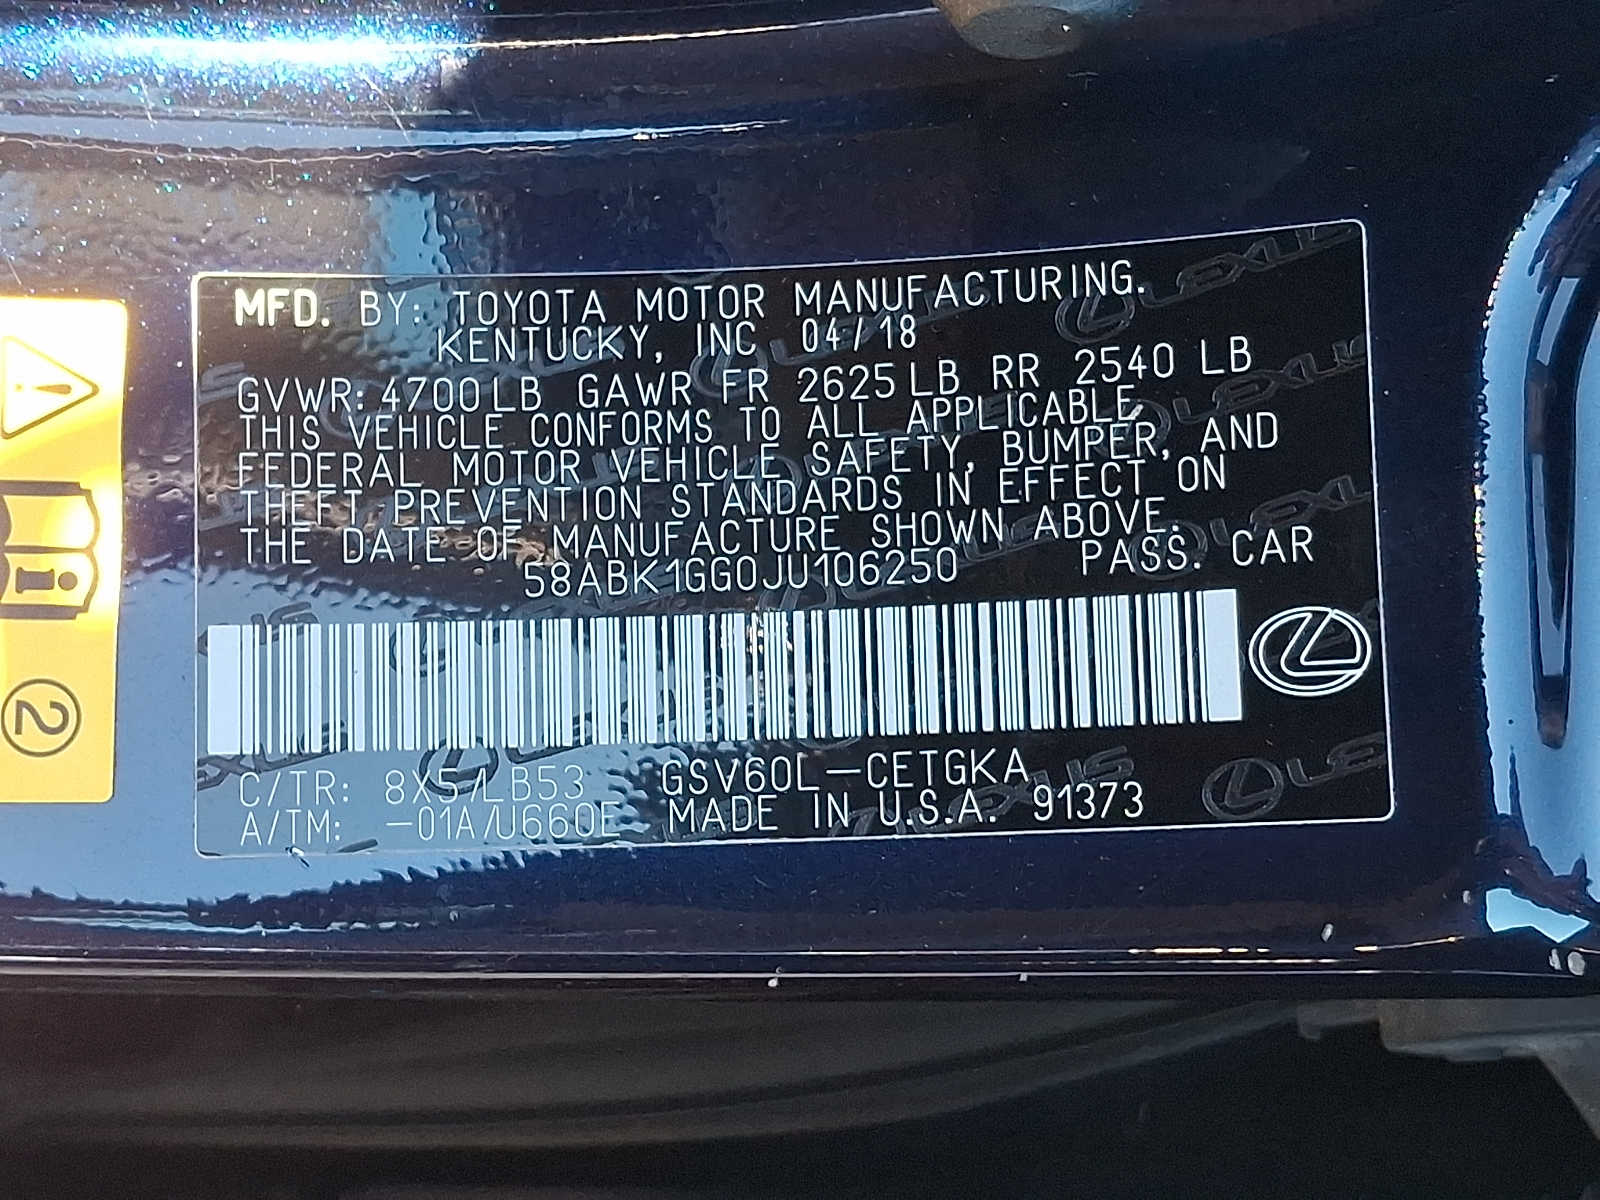 MFD. BY: TOYOTA MOTOR MANUFACTURING.
KENTUCKY, INC 04/18
GVWR: 4700LB GAWR FR 2625LB RR 2540 LB
THIS VEHICLE CONFORMS TO ALL APPLICABLE
FEDERAL MOTOR VEHICLE SAFETY, BUMPER, AND
THEFT PREVENTION STANDARDS IN EFFECT ON
THE DATE OF MANUFACTURE SHOWN ABOVE.
58ABK1GG0JU106250 PASS. CAR
C/TR: 8X5/LB53 GSV60L-CETGKA
A/TM: -01A/U660E MADE IN U.S.A. 91373
2
LEXUS